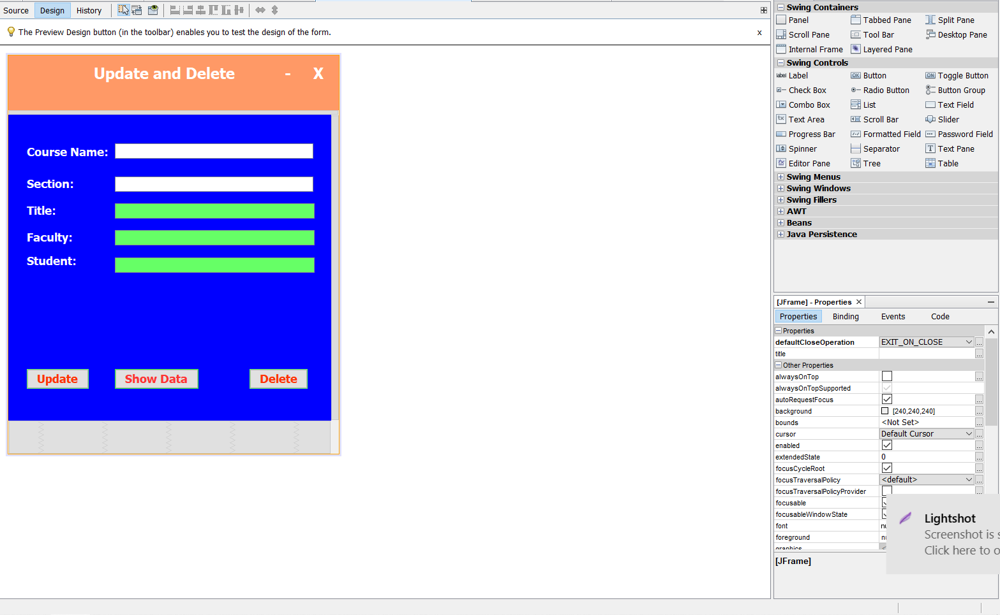 Source Design History
The Preview Design button (in the toolbar) enables you to test the design of the form. x
Update and Delete - X
Course Name:
Section:
Title:
Faculty:
Student:
Update Show Data Delete
Swing Containers
Panel Tabbed Pane Split Pane
Scroll Pane Tool Bar Desktop Pane
Internal Frame Layered Pane
Swing Controls
label Label OK Button ON Toggle Button
Check Box Radio Button Button Group
Combo Box List Text Field
Text Area Scroll Bar Slider
Progress Bar Formatted Field Password Field
Spinner Separator T Text Pane
Editor Pane Tree Table
Swing Menus
Swing Windows
Swing Fillers
AWT
Beans
Java Persistence
[JFrame] - Properties
Properties Binding Events Code
Properties
defaultCloseOperation EXIT_ON_CLOSE ...
title ...
Other Properties
alwaysOnTop ...
alwaysOnTopSupported
autoRequestFocus ...
background [240,240,240] ...
bounds <Not Set> ...
cursor Default Cursor ...
enabled ...
extendedState 0 ...
focusCycleRoot ...
focusTraversalPolicy <default> ...
focusTraversalPolicyProvider ...
focusable
focusableWindowState
font
foreground
graphics
[JFrame]
Lightshot
Screenshot is s
Click here to o